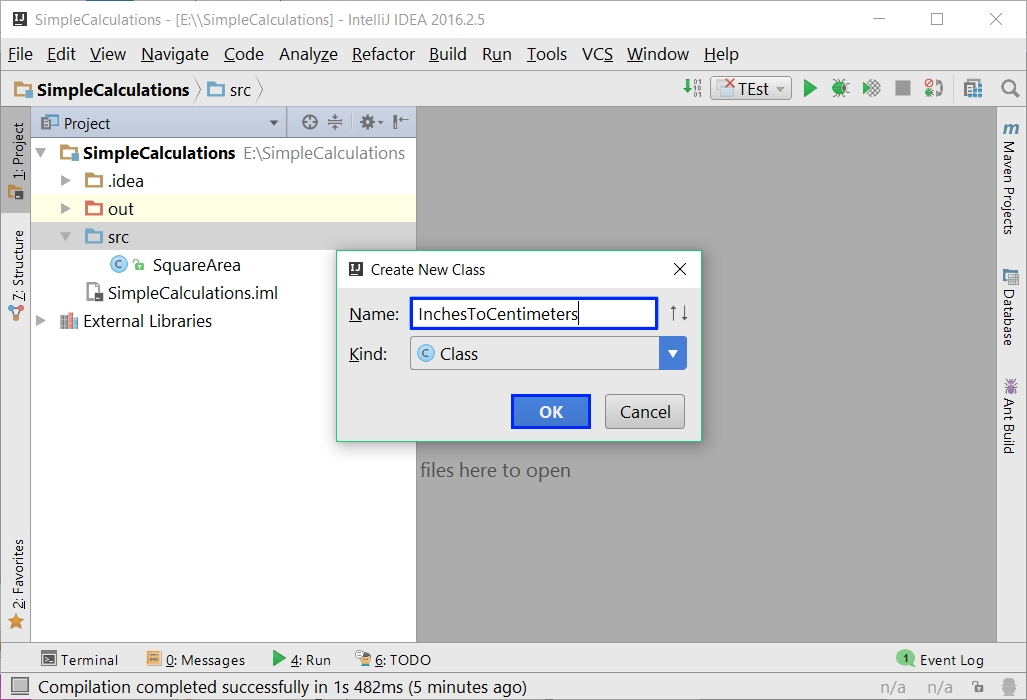 SimpleCalculations - [E:\\SimpleCalculations] - IntelliJ IDEA 2016.2.5
File Edit View Navigate Code Analyze Refactor Build Run Tools VCS Window Help
SimpleCalculations src
TEst
1: Project
Z: Structure
2: Favorites
Project
SimpleCalculations E:\SimpleCalculations
.idea
out
src
SquareArea
SimpleCalculations.iml
External Libraries
Create New Class
Name: InchesToCentimeters
Kind: Class
OK Cancel
files here to open
Maven Projects
Database
Ant Build
Terminal 0: Messages 4: Run 6: TODO
1 Event Log
Compilation completed successfully in 1s 482ms (5 minutes ago)
n/a n/a